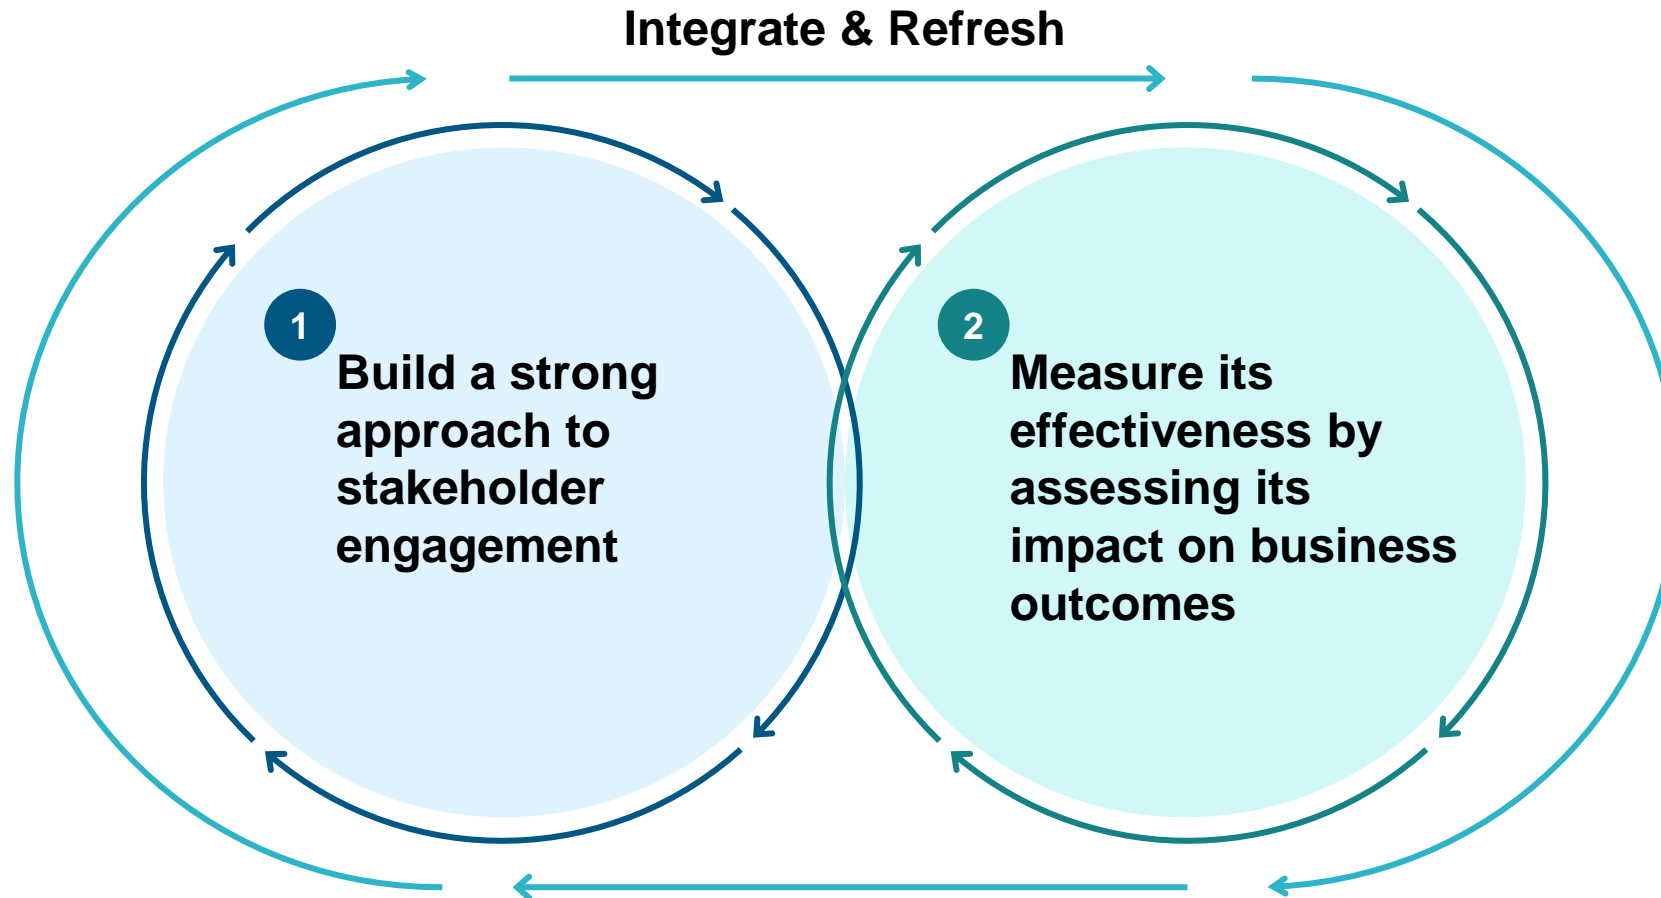 Integrate & Refresh
1
Build a strong
approach to
stakeholder
engagement
2
Measure its
effectiveness by
assessing its
impact on business
outcomes